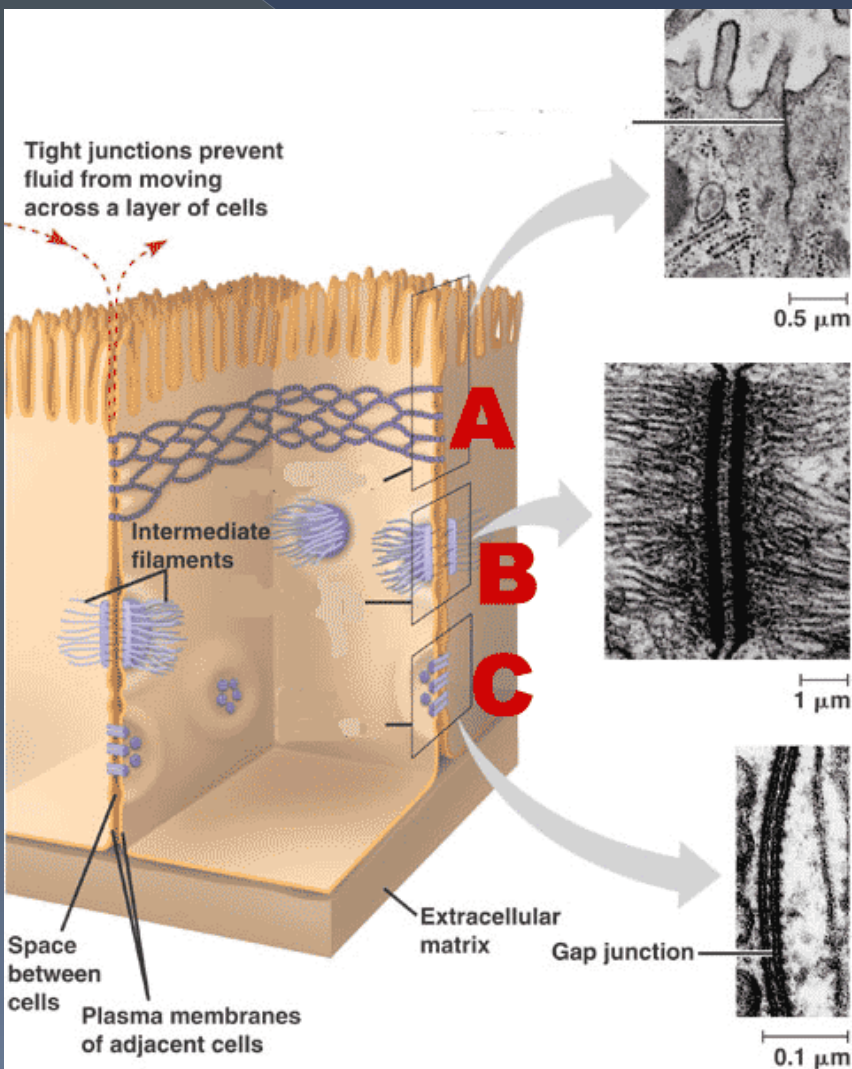 Tight junctions prevent
fluid from moving
across a layer of cells
0.5 μm
A
Intermediate
filaments
B
1 μm
C
Extracellular
matrix
Gap junction
Space
between
cells
Plasma membranes
of adjacent cells
0.1 μm